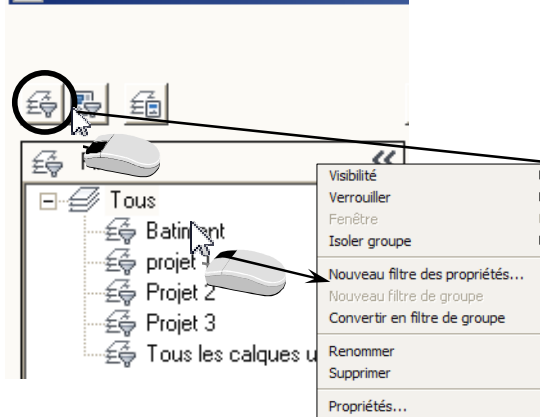 Tous
Batiment
projet 1
Projet 2
Projet 3
Tous les calques u
Visibilité
Verrouiller
Fenêtre
Isoler groupe
Nouveau filtre des propriétés...
Nouveau filtre de groupe
Convertir en filtre de groupe
Renommer
Supprimer
Propriétés...